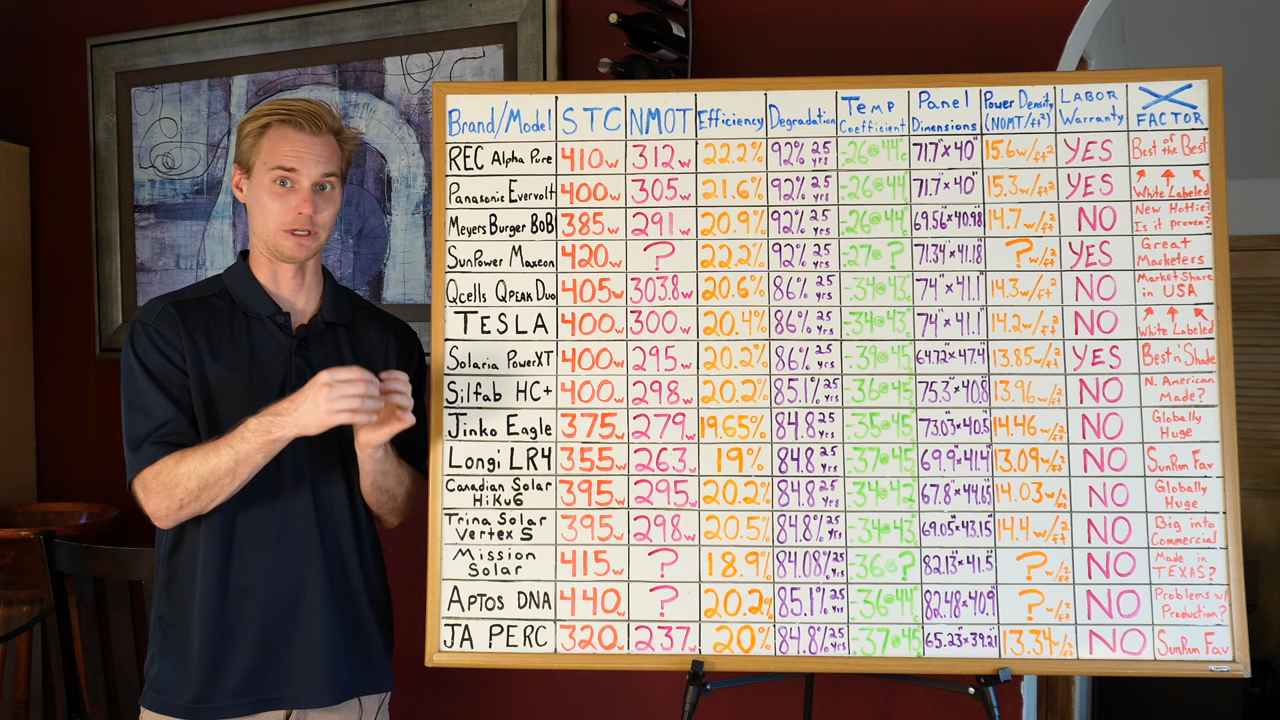 Brand/Model STC NMOT Efficiency Degradation Temp Coefficient Panel Dimensions Power Density (NOMT/ft²) Labor Warranty X Factor
REC Alpha Pure 410w 312w 22.2% 92% 25 yrs -.26@44°c 71.7"×40" 15.6w/ft² YES Best of the Best
Panasonic Evervolt 400w 305w 21.6% 92% 25 yrs -.26@44 71.7"×40" 15.3w/ft² YES White Labeled
Meyers Burger BOB 385w 291w 20.9% 92% 25 yrs -.26@44 69.56"×40.98 14.7w/ft² NO New Hottie? Is it proven?
SunPower Maxeon 420w ? 22.2% 92% 25 yrs -.27@? 71.34"×41.18 ?w/ft² YES Great Marketers
Qcells QPeak Duo 405w 303.8w 20.6% 86% 25 yrs -.34@43 74"×41.1" 14.3w/ft² NO Market Share in USA
TESLA 400w 300w 20.4% 86% 25 yrs -.34@43 74"×41.1" 14.2w/ft² NO White Labeled
Solaria PowerXT 400w 295w 20.2% 86% 25 yrs -.39@45 64.72"×47.4" 13.85w/ft² YES Best n' Shade
Silfab HC+ 400w 298w 20.2% 85.1% 25 yrs -.36@45 75.3"×40.8 13.96w/ft² NO N. American Made?
Jinko Eagle 375w 279w 19.65% 84.8 25 yrs -.35@45 73.03"×40.5 14.46w/ft² NO Globally Huge
Longi LR4 355w 263w 19% 84.8 25 yrs -.37@45 69.9"×41.4" 13.09w/ft² NO SunRun Fav
Canadian Solar HiKu6 395w 295w 20.2% 84.8 25 yrs -.34@42 67.8"×44.65 14.03w/ft² NO Globally Huge
Trina Solar Vertex S 395w 298w 20.5% 84.8% 25 yrs -.34@43 69.05"×43.15" 14.4w/ft² NO Big into Commercial
Mission Solar 415w ? 18.9% 84.08% 25 yrs -.36@? 82.13"×41.5" ?w/ft² NO Made in TEXAS?
APTOS DNA 440w ? 20.2% 85.1% 25 yrs -.36@44° 82.48"×40.9" ?w/ft² NO Problems w/ Production?
JA PERC 320w 237w 20% 84.8% 25 yrs -.37@45 65.23"×39.21 13.34w/ft² NO SunRun Fav